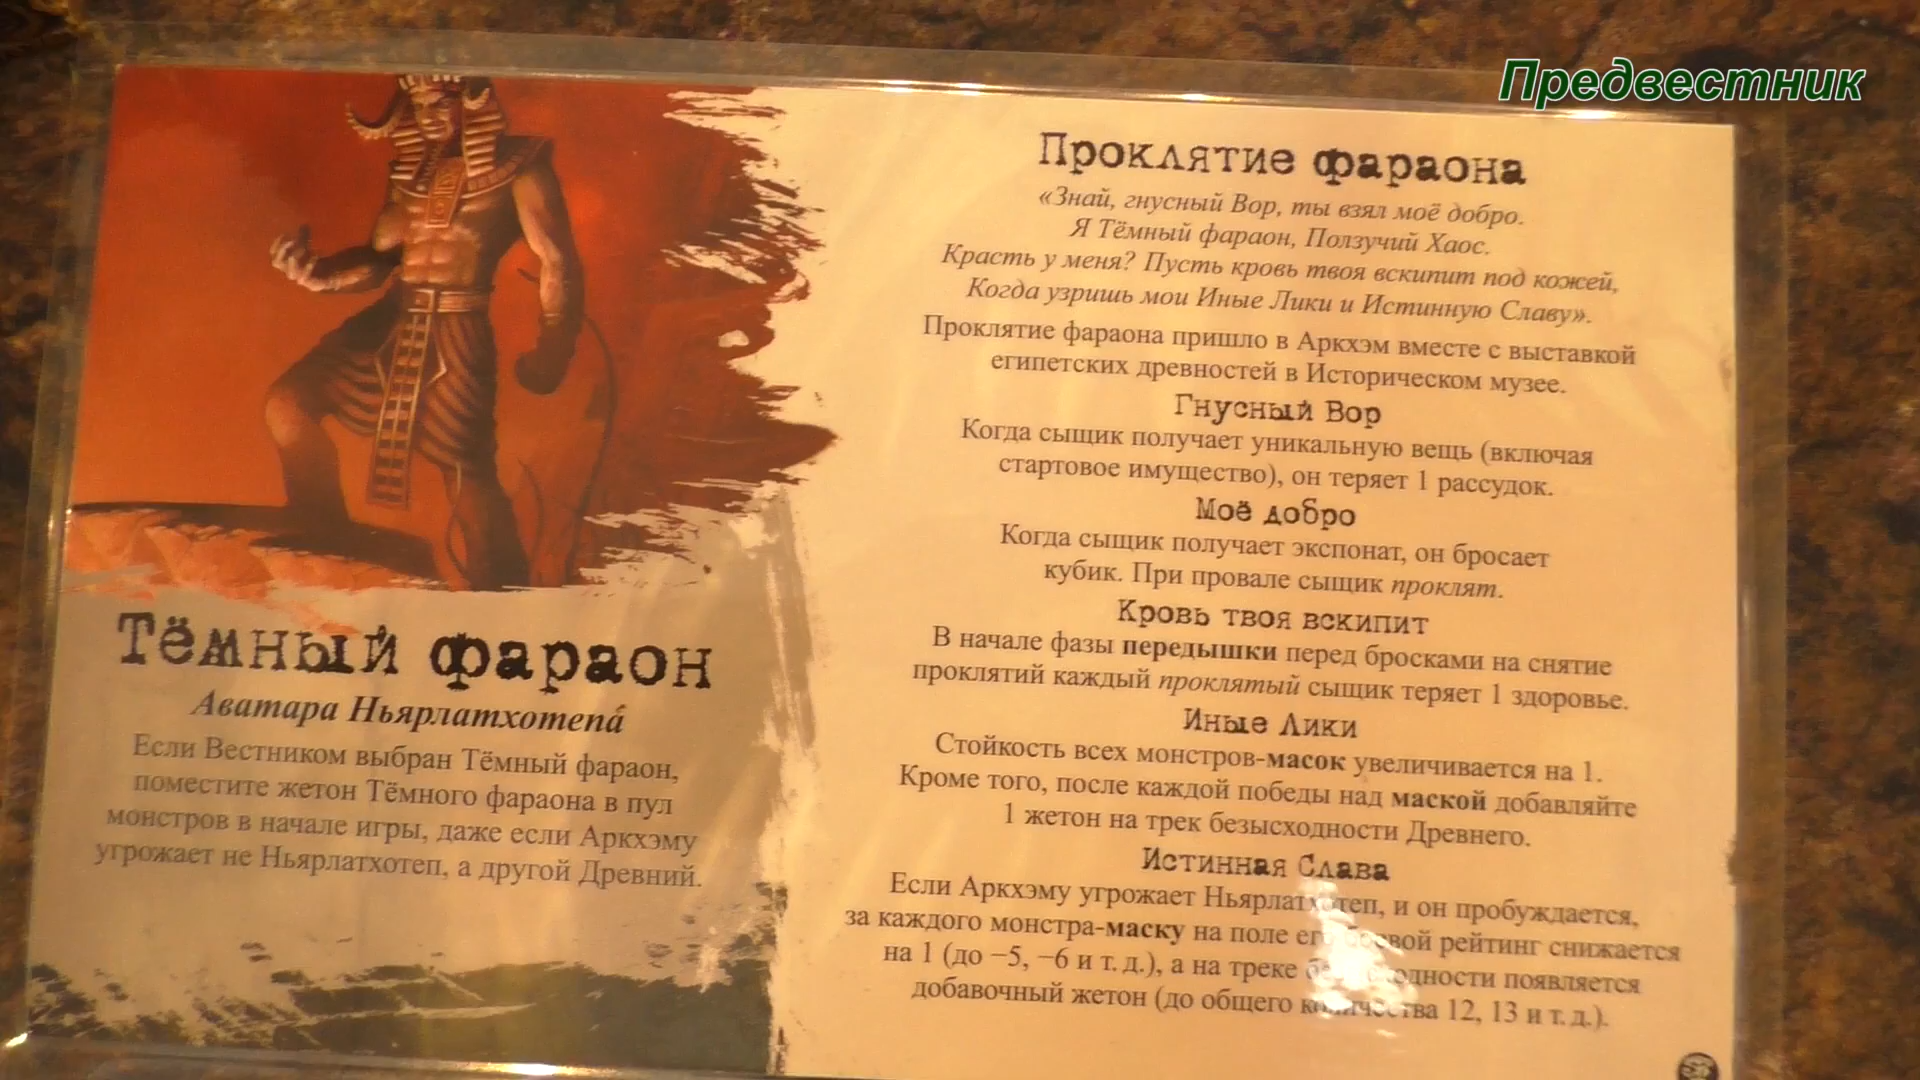 Предвестник
Тёмный фараон
Аватара Ньярлатхотепа
Если Вестником выбран Тёмный фараон,
поместите жетон Тёмного фараона в пул
монстров в начале игры, даже если Аркхэму
угрожает не Ньярлатхотеп, а другой Древний.
Проклятие фараона
«Знай, гнусный Вор, ты взял моё добро.
Я Тёмный фараон, Ползучий Хаос.
Красть у меня? Пусть кровь твоя вскипит под кожей,
Когда узришь мои Иные Лики и Истинную Славу».
Проклятие фараона пришло в Аркхэм вместе с выставкой
египетских древностей в Историческом музее.
Гнусный Вор
Когда сыщик получает уникальную вещь (включая
стартовое имущество), он теряет 1 рассудок.
Моё добро
Когда сыщик получает экспонат, он бросает
кубик. При провале сыщик проклят.
Кровь твоя вскипит
В начале фазы передышки перед бросками на снятие
проклятий каждый проклятый сыщик теряет 1 здоровье.
Иные Лики
Стойкость всех монстров-масок увеличивается на 1.
Кроме того, после каждой победы над маской добавляйте
1 жетон на трек безысходности Древнего.
Истинная Слава
Если Аркхэму угрожает Ньярлатхотеп, и он пробуждается,
за каждого монстра-маску на поле его боевой рейтинг снижается
на 1 (до −5, −6 и т. д.), а на треке безысходности появляется
добавочный жетон (до общего количества 12, 13 и т. д.).